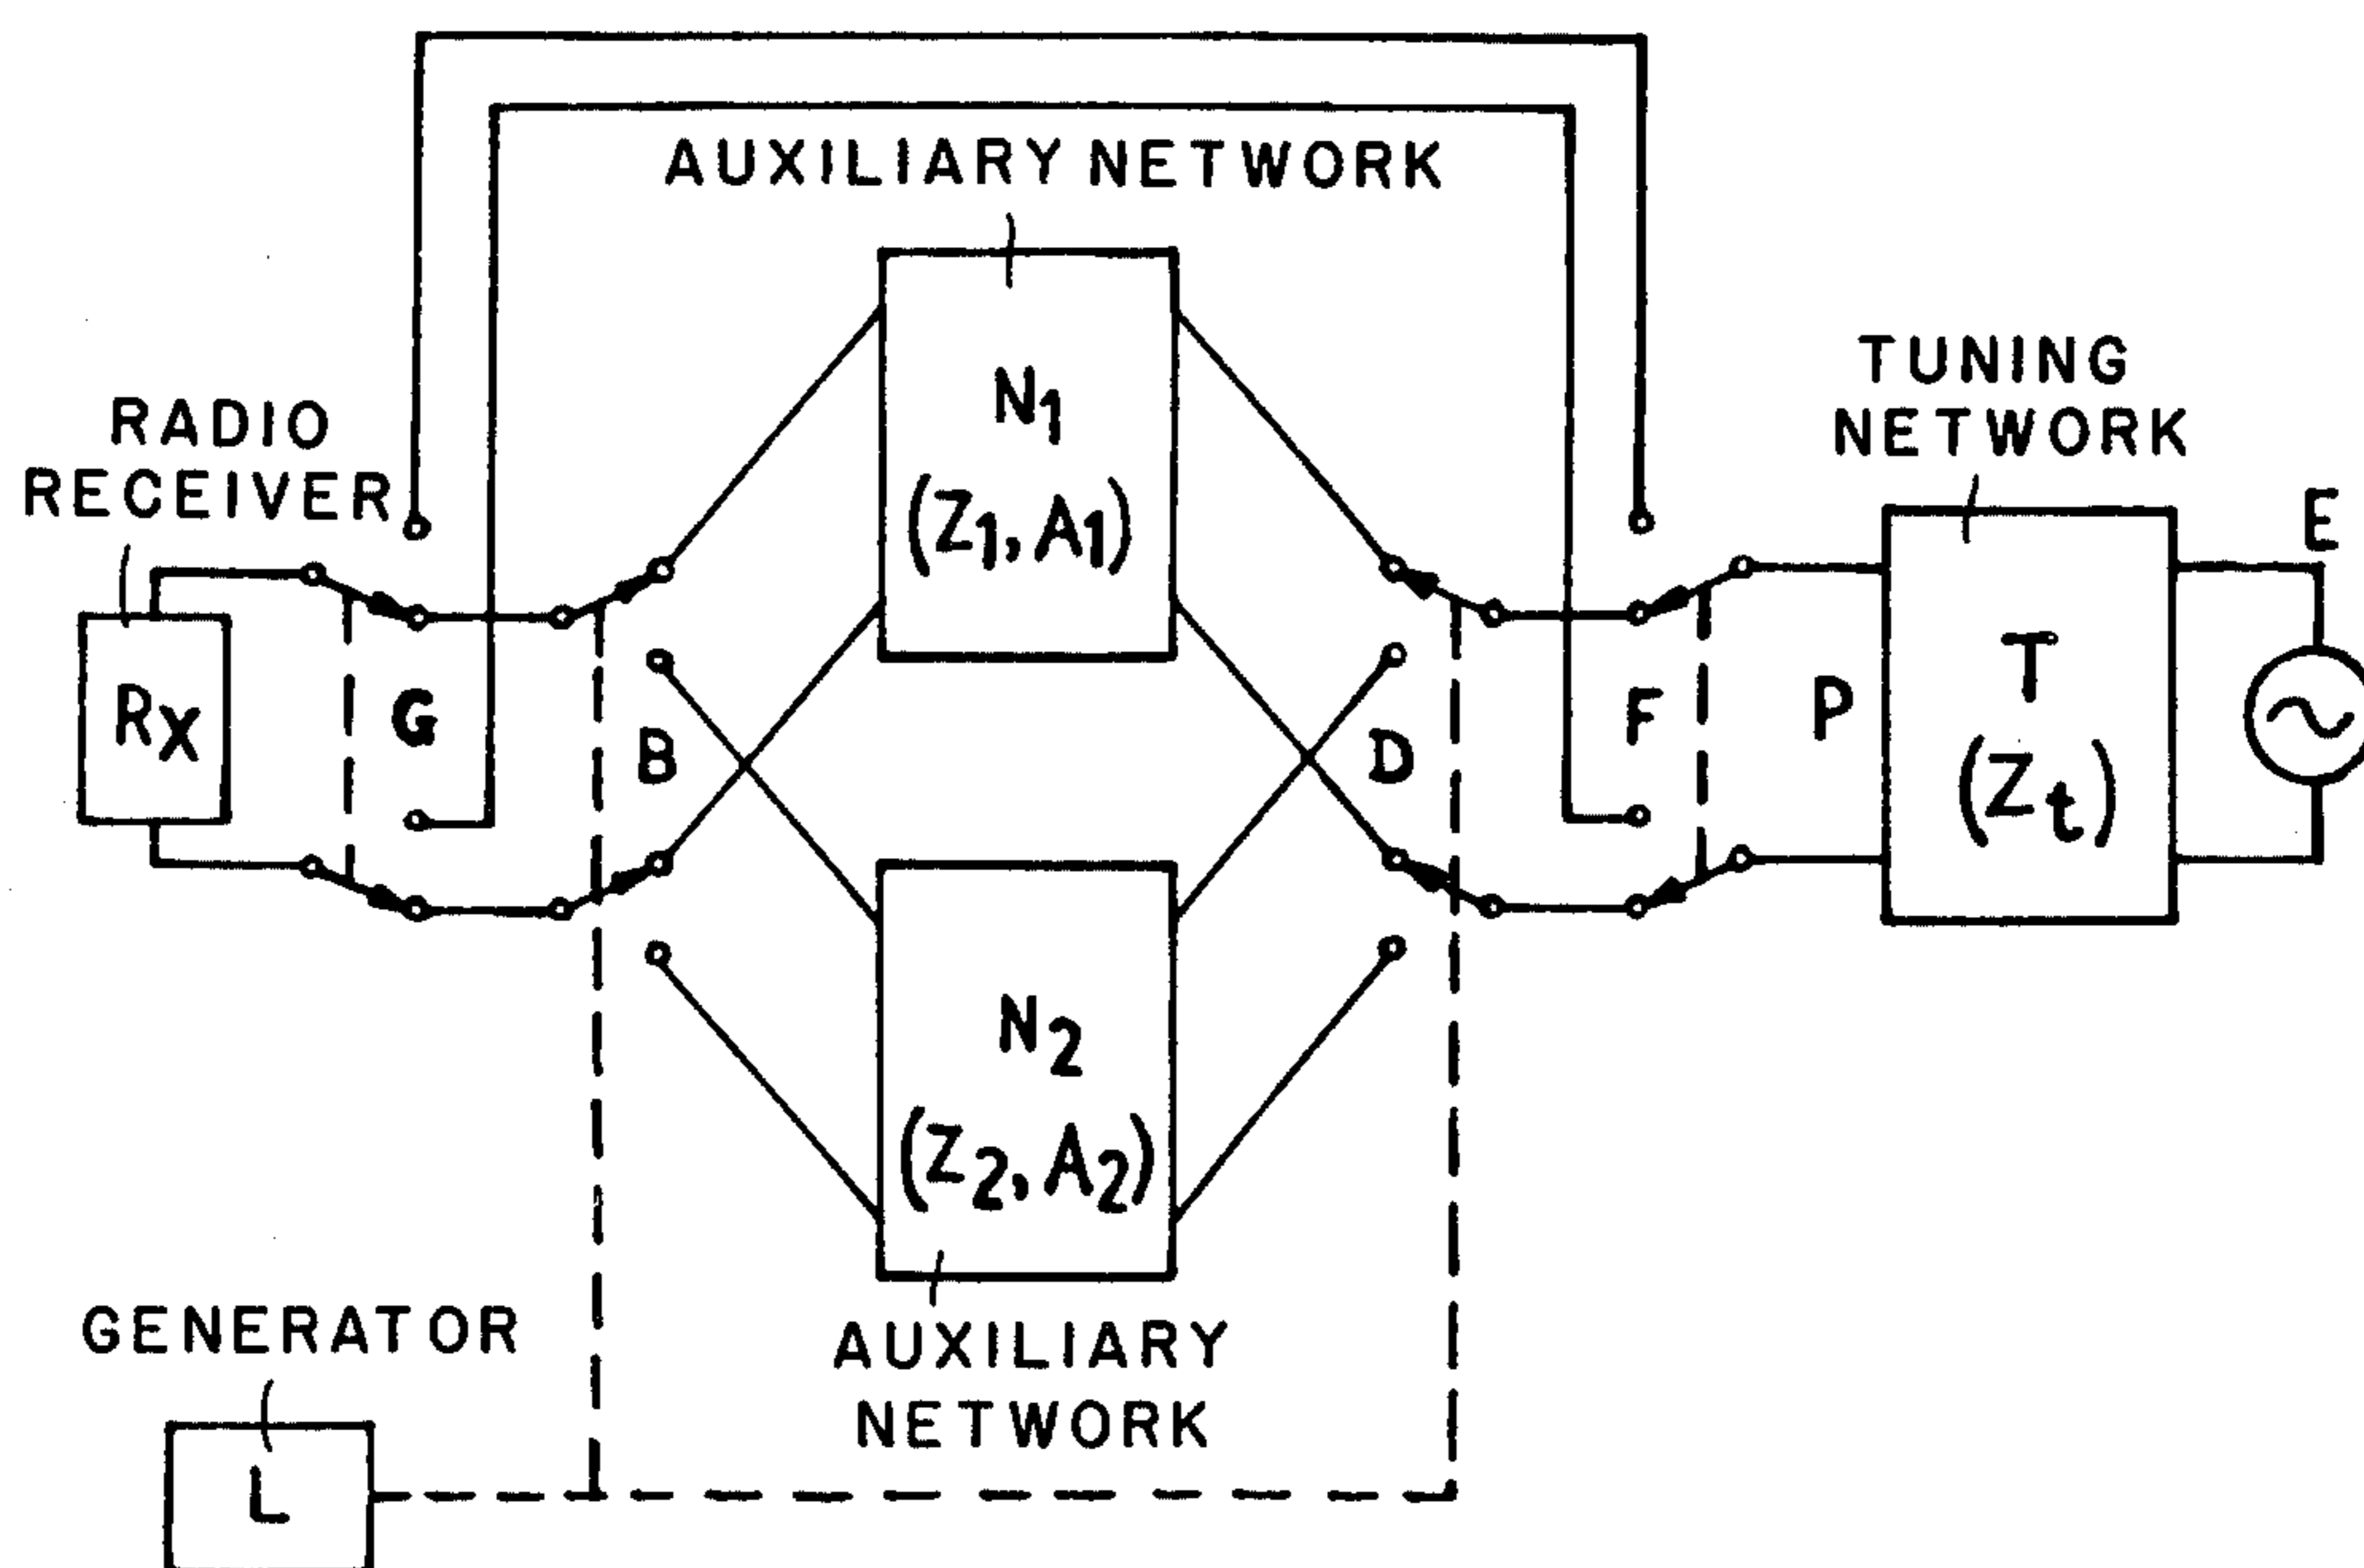 AUXILIARY NETWORK
N1
(Z1, A1)
RADIO
RECEIVER
RX
G
B
D
F
P
TUNING
NETWORK
T
(Zt)
E
N2
(Z2, A2)
AUXILIARY
NETWORK
GENERATOR
L